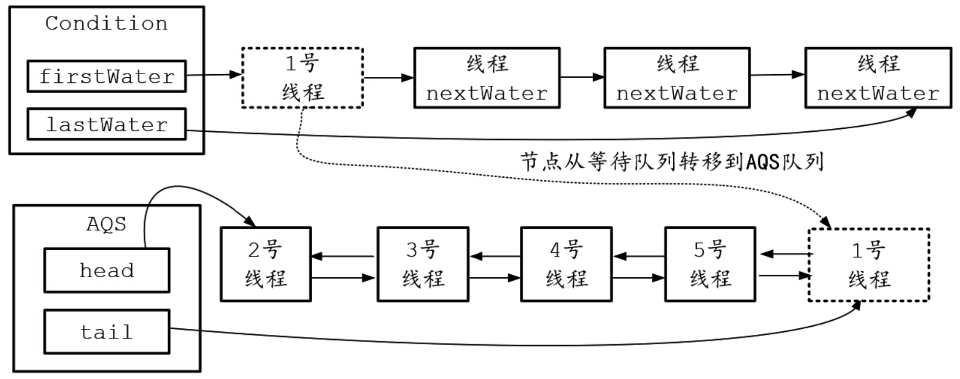 Condition
firstWater
lastWater
1号
线程
线程
nextWater
线程
nextWater
线程
nextWater
节点从等待队列转移到AQS队列
AQS
head
tail
2号
线程
3号
线程
4号
线程
5号
线程
1号
线程